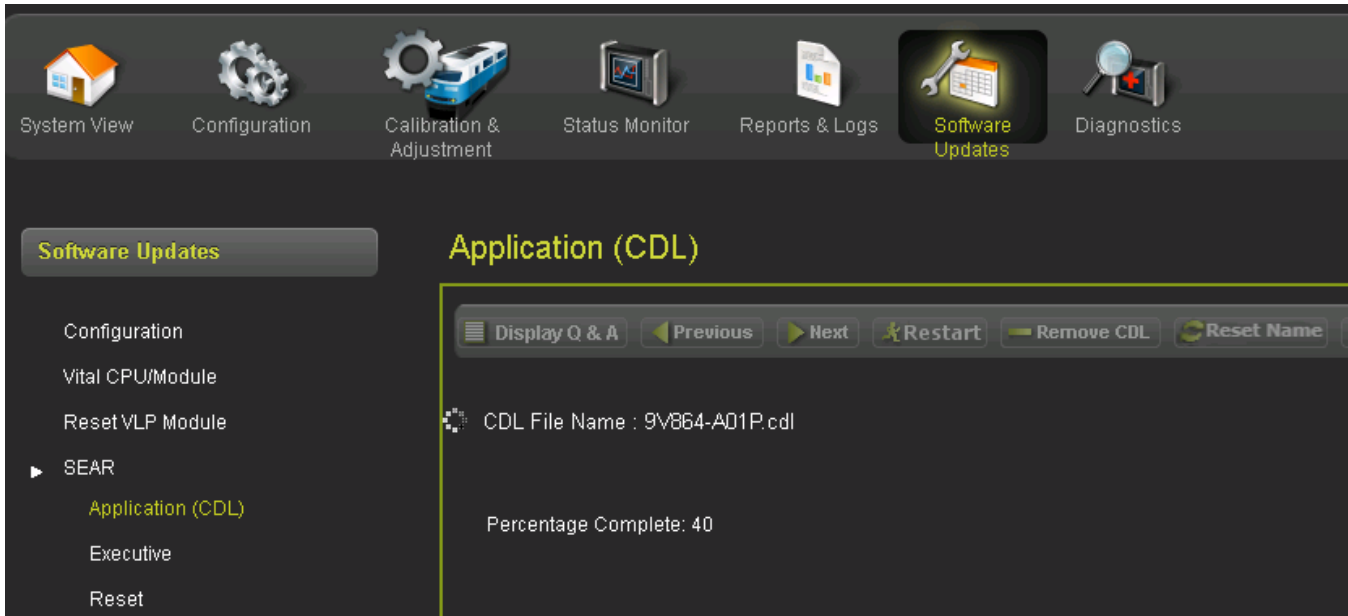 System View
Configuration
Calibration &
Adjustment
Status Monitor
Reports & Logs
Software
Updates
Diagnostics
Software Updates
Configuration
Vital CPU/Module
Reset VLP Module
SEAR
Application (CDL)
Executive
Reset
Application (CDL)
Display Q & A Previous Next Restart Remove CDL Reset Name
CDL File Name : 9V864-A01P.cdl
Percentage Complete: 40